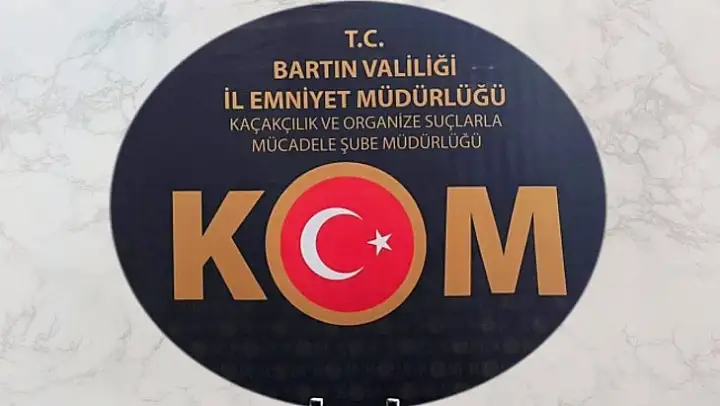 T.C.
BARTIN VALİLİĞİ
İL EMNİYET MÜDÜRLÜĞÜ
KAÇAKÇILIK VE ORGANİZE SUÇLARLA
MÜCADELE ŞUBE MÜDÜRLÜĞÜ
KOM